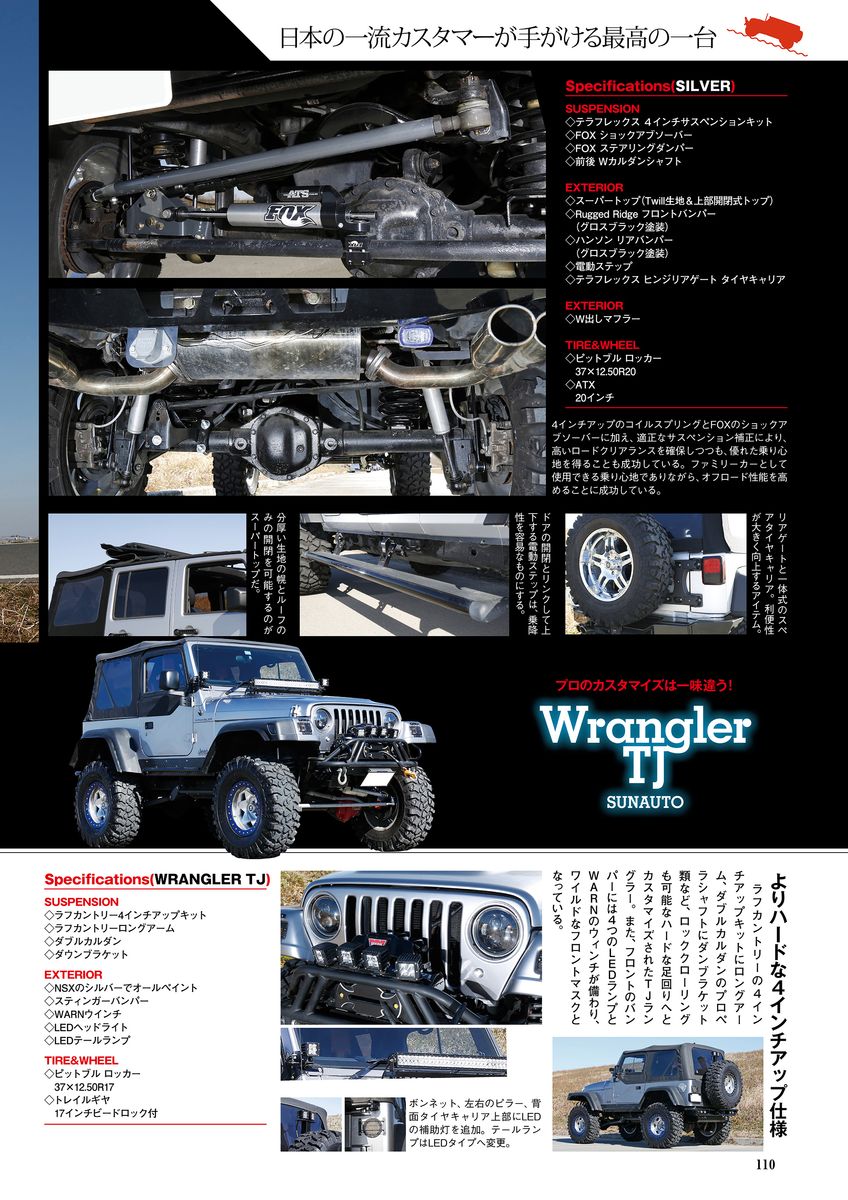 日本の一流カスタマーが手がける最高の一台
ATS
FOX
Specifications(SILVER)
SUSPENSION
◇テラフレックス 4インチサスペンションキット
◇FOX ショックアブソーバー
◇FOX ステアリングダンパー
◇前後 Wカルダンシャフト
EXTERIOR
◇スーパートップ(Twill生地＆上部開閉式トップ)
◇Rugged Ridge フロントバンパー
(グロスブラック塗装)
◇ハンソン リアバンパー
(グロスブラック塗装)
◇電動ステップ
◇テラフレックス ヒンジリアゲート タイヤキャリア
EXTERIOR
◇W出しマフラー
TIRE&WHEEL
◇ピットブル ロッカー
37×12.50R20
◇ATX
20インチ
4インチアップのコイルスプリングとFOXのショックア
ブソーバーに加え、適正なサスペンション補正により、
高いロードクリアランスを確保しつつも、優れた乗り心
地を得ることも成功している。ファミリーカーとして
使用できる乗り心地でありながら、オフロード性能を高
めることに成功している。
分厚い生地の幌とルーフの
みの開閉を可能するのが
スーパートップだ。
ドアの開閉とリンクして上
下する電動ステップは、乗降
性を容易なものにする。
リアゲートと一体式のスペ
アタイヤキャリア。利便性
が大きく向上するアイテム。
プロのカスタマイズは一味違う!
Wrangler
TJ
SUNAUTO
Specifications(WRANGLER TJ)
SUSPENSION
◇ラフカントリー4インチアップキット
◇ラフカントリーロングアーム
◇ダブルカルダン
◇ダウンブラケット
EXTERIOR
◇NSXのシルバーでオールペイント
◇スティンガーバンパー
◇WARNウインチ
◇LEDヘッドライト
◇LEDテールランプ
TIRE&WHEEL
◇ピットブル ロッカー
37×12.50R17
◇トレイルギヤ
17インチビードロック付
よりハードな4インチアップ仕様
ラフカントリーの4イン
チアップキットにロングアー
ム、ダブルカルダンのプロペ
ラシャフトにダンブラケット
類など、ロッククローリング
も可能なハードな足回りへと
カスタマイズされたTJラン
グラー。また、フロントのバン
パーには4つのLEDランプと
WARNのウィンチが備わり、
ワイルドなフロントマスクと
なっている。
ボンネット、左右のピラー、背
面タイヤキャリア上部にLED
の補助灯を追加。テールラン
プはLEDタイプへ変更。
110